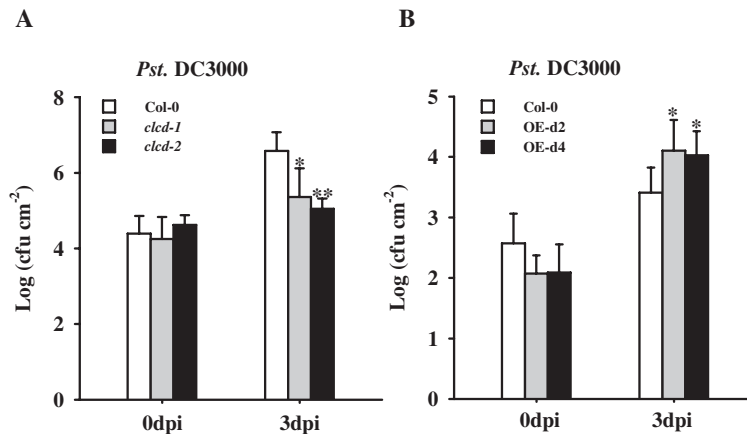 A
Pst. DC3000
Col-0
clcd-1
clcd-2
Log (cfu cm-2)
8
6
4
2
0
*
**
0dpi
3dpi
B
Pst. DC3000
Col-0
OE-d2
OE-d4
Log (cfu cm-2)
5
4
3
2
1
0
*
*
0dpi
3dpi